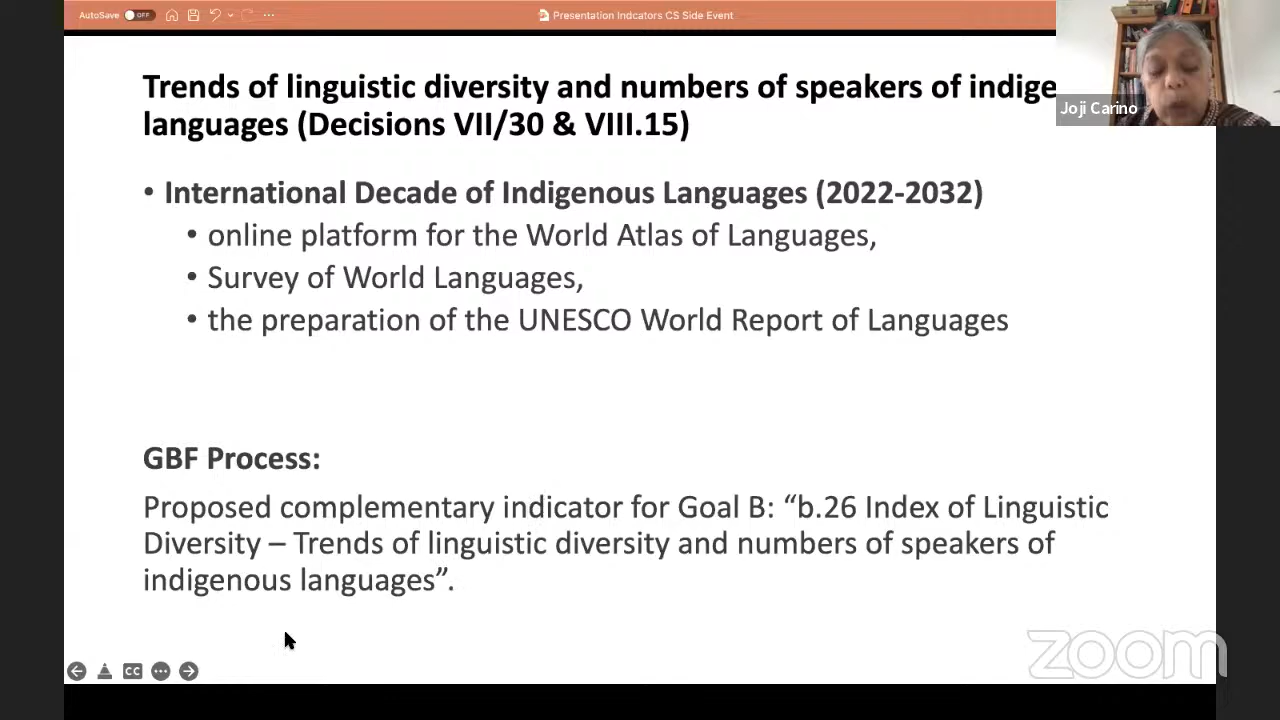 AutoSave OFF
Presentation Indcators CS Side Event
Joji Carino
Trends of linguistic diversity and numbers of speakers of indige
languages (Decisions VII/30 & VIII.15)
• International Decade of Indigenous Languages (2022-2032)
• online platform for the World Atlas of Languages,
• Survey of World Languages,
• the preparation of the UNESCO World Report of Languages
GBF Process:
Proposed complementary indicator for Goal B: “b.26 Index of Linguistic
Diversity – Trends of linguistic diversity and numbers of speakers of
indigenous languages”.
CC
zoom